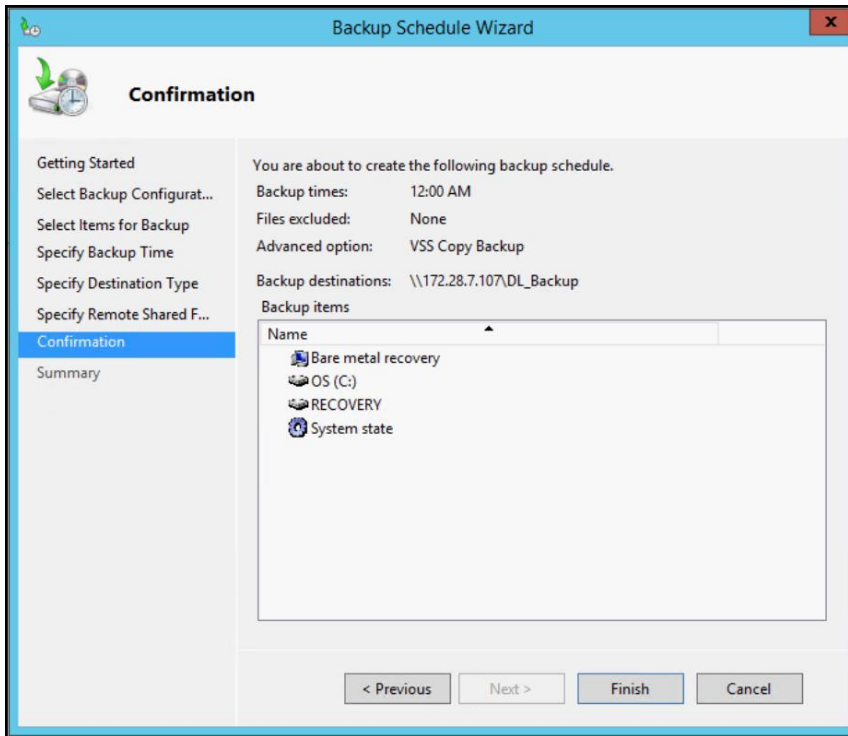 Backup Schedule Wizard
x
Confirmation
Getting Started
Select Backup Configurat...
Select Items for Backup
Specify Backup Time
Specify Destination Type
Specify Remote Shared F...
Confirmation
Summary
You are about to create the following backup schedule.
Backup times: 12:00 AM
Files excluded: None
Advanced option: VSS Copy Backup
Backup destinations: \\172.28.7.107\DL_Backup
Backup items
Name
Bare metal recovery
OS (C:)
RECOVERY
System state
< Previous Next > Finish Cancel